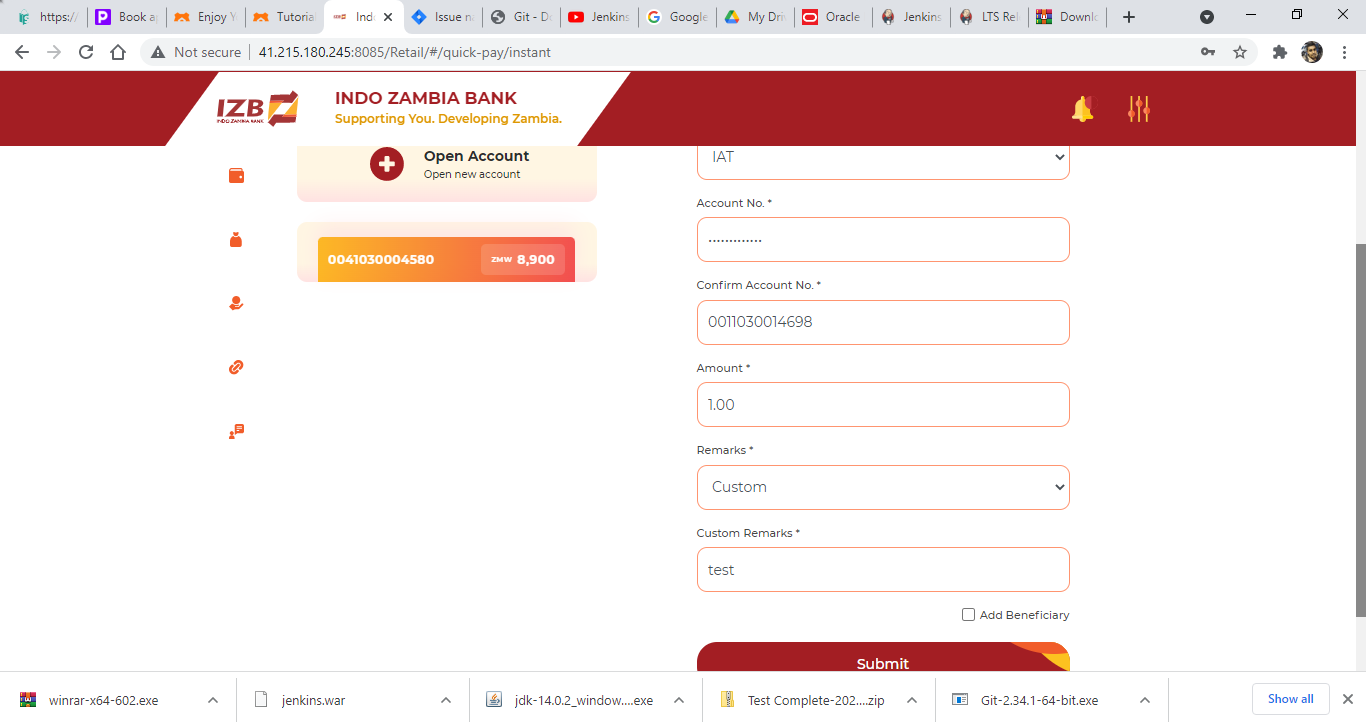 https:/
Book a
Enjoy Y
Tutoria
Ind
Issue n
Git - D
Jenkins
Google
My Dri
Oracle
Jenkins
LTS Rel
Downl
Not secure
41.215.180.245:8085/Retail/#/quick-pay/instant
IZB
INDO ZAMBIA BANK
INDO ZAMBIA BANK
Supporting You. Developing Zambia.
Open Account
Open new account
0041030004580
ZMW 8,900
IAT
Account No. *
•••••••••••••
Confirm Account No. *
0011030014698
Amount *
1.00
Remarks *
Custom
Custom Remarks *
test
Add Beneficiary
Submit
winrar-x64-602.exe
jenkins.war
jdk-14.0.2_window....exe
Test Complete-202....zip
Git-2.34.1-64-bit.exe
Show all